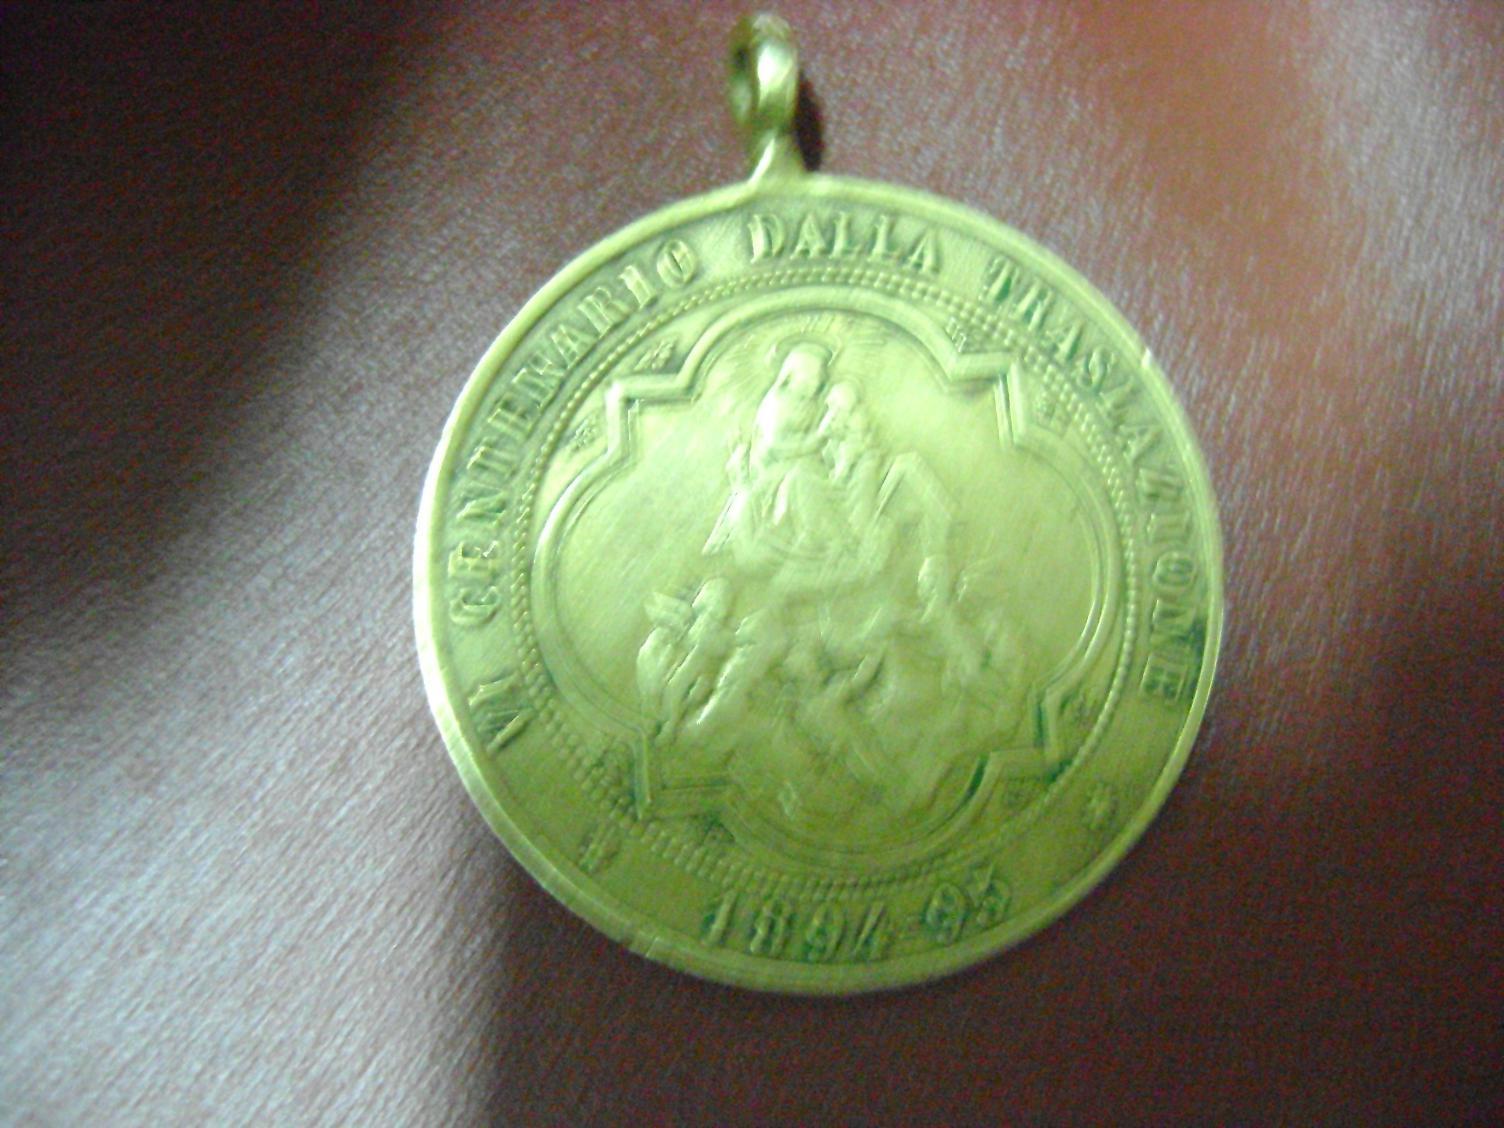 VI CENTENARIO DALLA TRASLAZIONE
1894-95